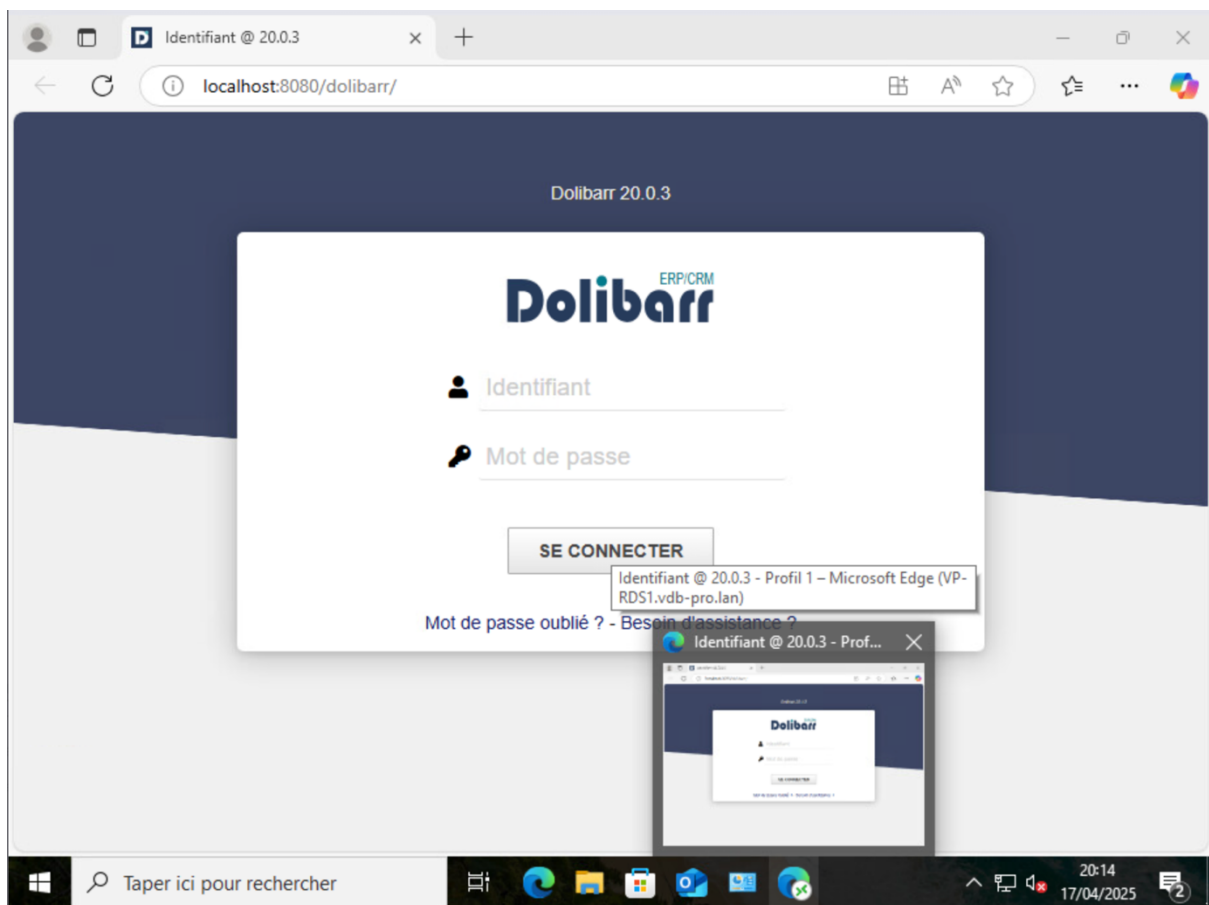 Identifiant @ 20.0.3
localhost:8080/dolibarr/
Dolibarr 20.0.3
ERP/CRM
Dolibarr
Identifiant
Mot de passe
SE CONNECTER
Identifiant @ 20.0.3 - Profil 1 – Microsoft Edge (VP-
RDS1.vdb-pro.lan)
Mot de passe oublié ? - Besoin d'assistance ?
Identifiant @ 20.0.3 - Prof...
Dolibarr
Taper ici pour rechercher
20:14
17/04/2025
2